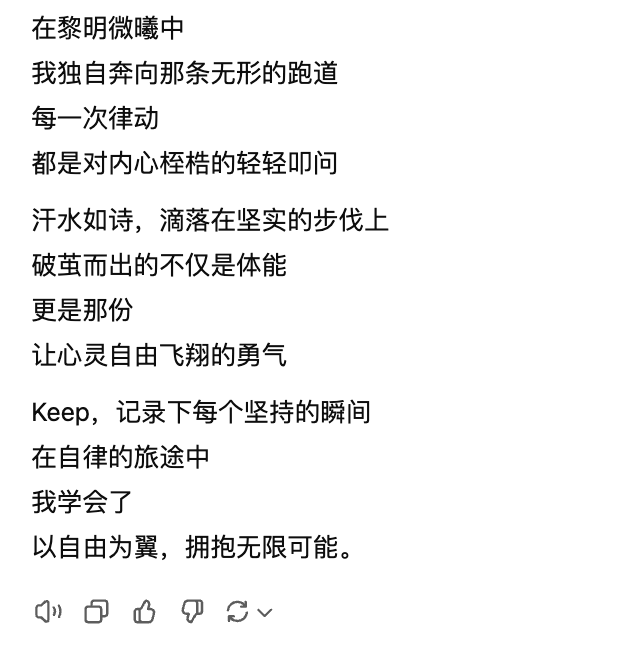 在黎明微曦中
我独自奔向那条无形的跑道
每一次律动
都是对内心桎梏的轻轻叩问
汗水如诗，滴落在坚实的步伐上
破茧而出的不仅是体能
更是那份
让心灵自由飞翔的勇气
Keep，记录下每个坚持的瞬间
在自律的旅途中
我学会了
以自由为翼，拥抱无限可能。